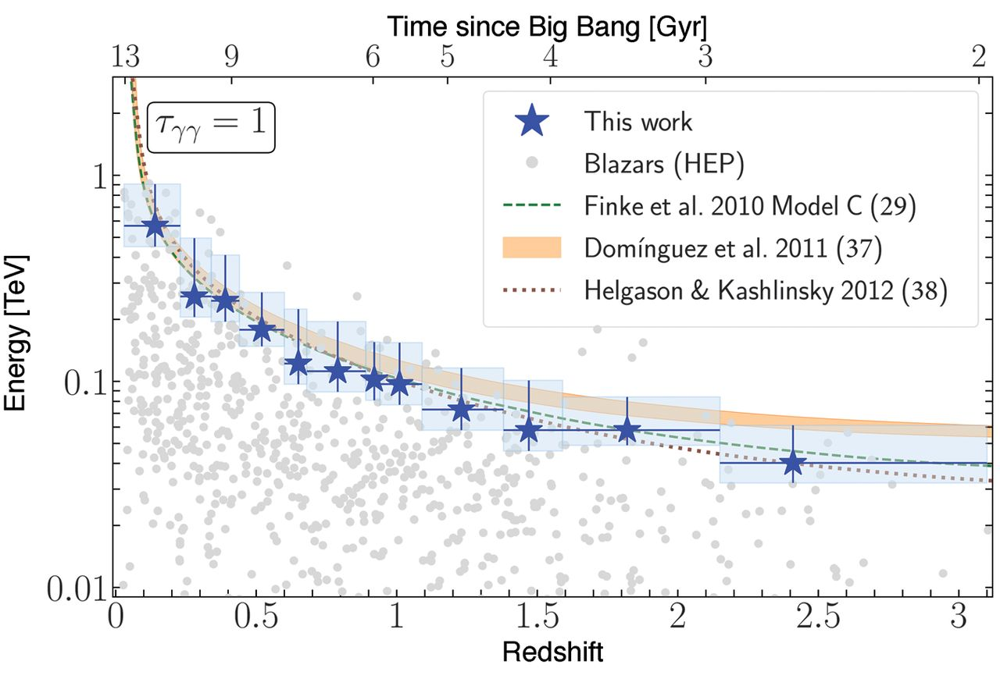 Time since Big Bang [Gyr]
13 9 6 5 4 3 2
τγγ = 1
This work
Blazars (HEP)
Finke et al. 2010 Model C (29)
Domínguez et al. 2011 (37)
Helgason & Kashlinsky 2012 (38)
Energy [TeV]
1
0.1
0.01
0 0.5 1 1.5 2 2.5 3
Redshift